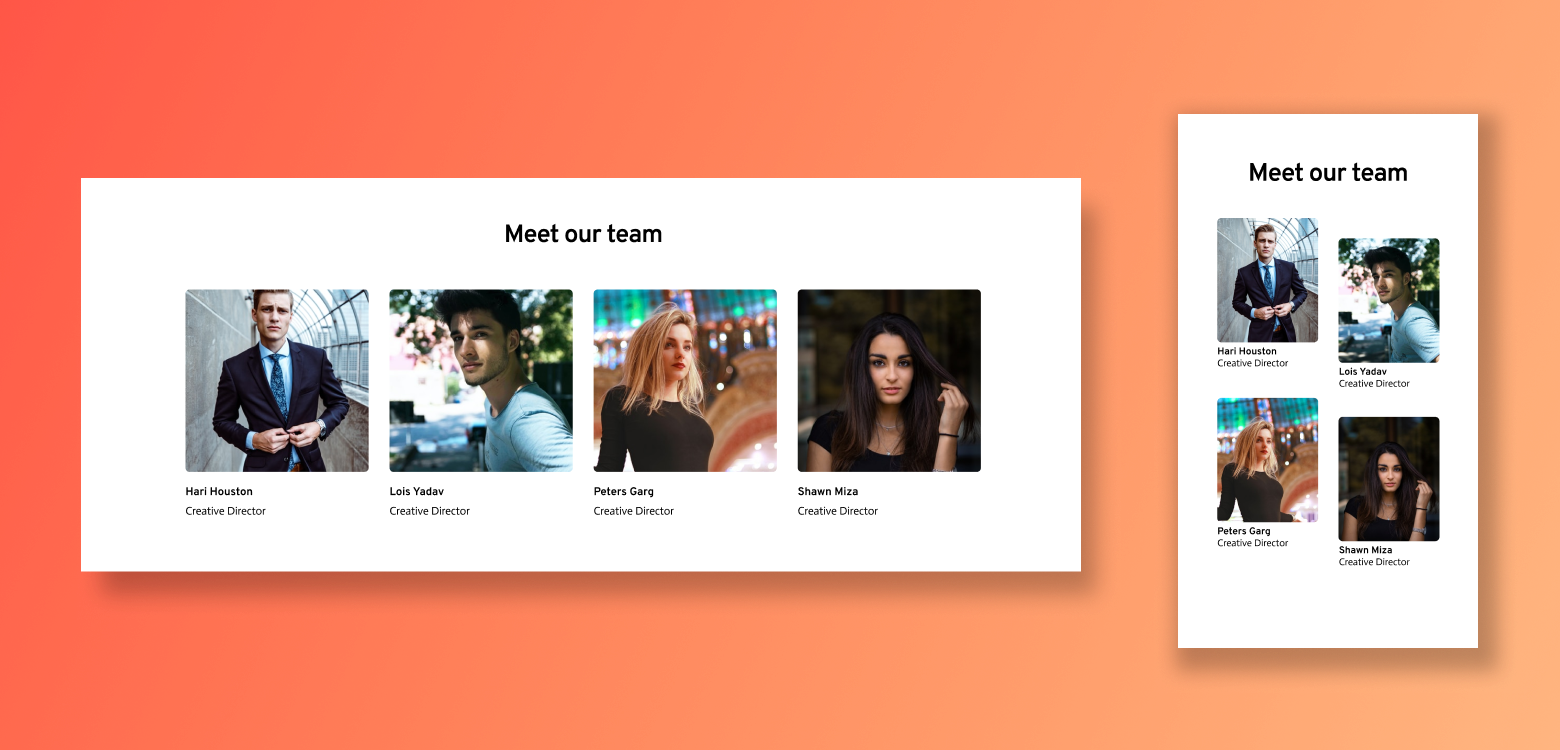 Meet our team
Hari Houston
Creative Director
Lois Yadav
Creative Director
Peters Garg
Creative Director
Shawn Miza
Creative Director
Meet our team
Hari Houston
Creative Director
Lois Yadav
Creative Director
Peters Garg
Creative Director
Shawn Miza
Creative Director